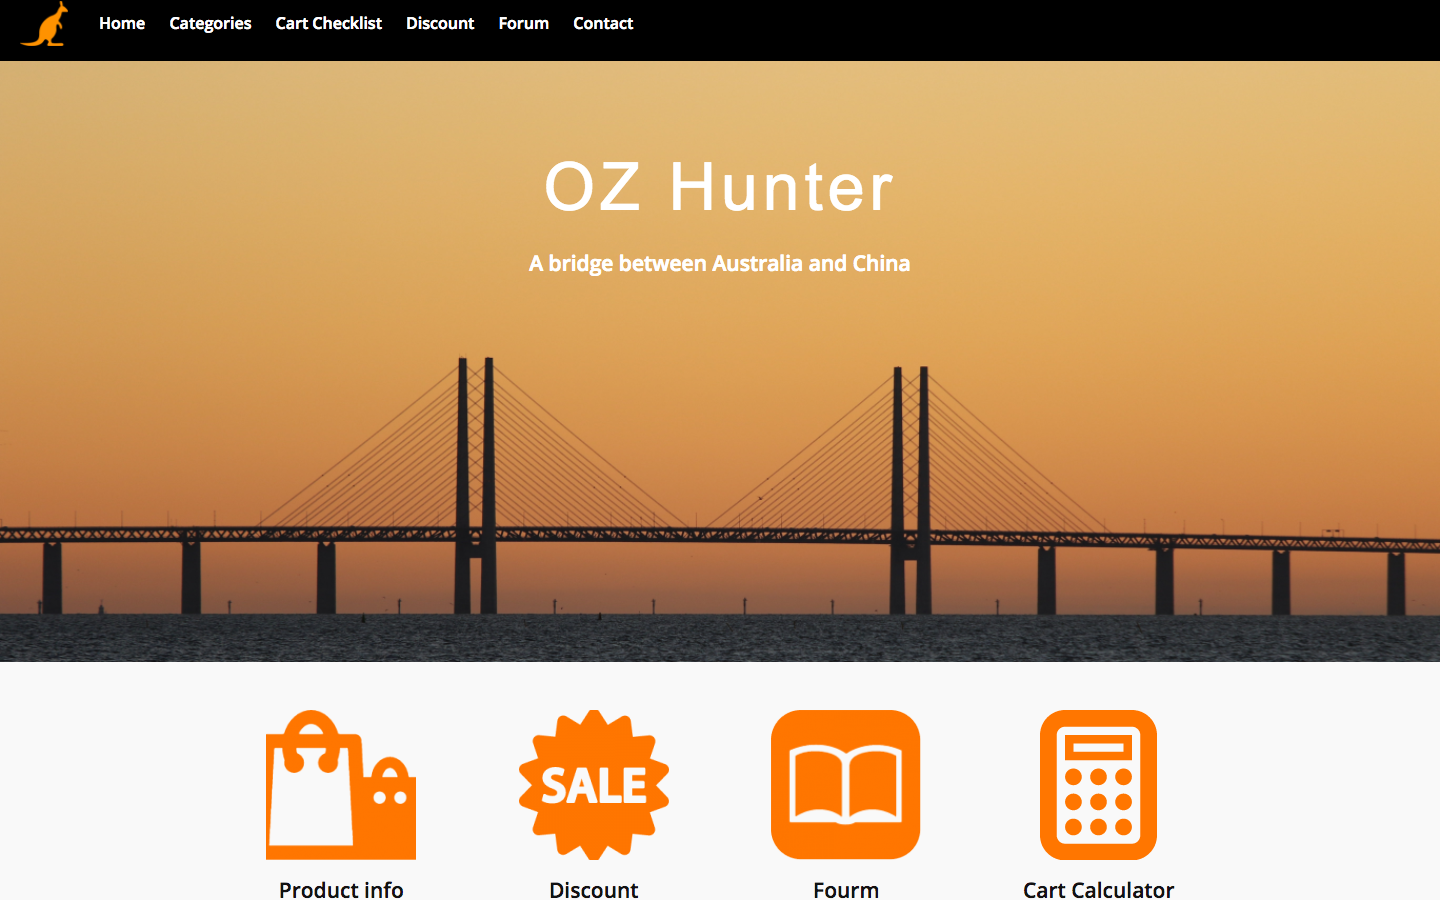 Home Categories Cart Checklist Discount Forum Contact
OZ Hunter
A bridge between Australia and China
SALE
Product info Discount Fourm Cart Calculator